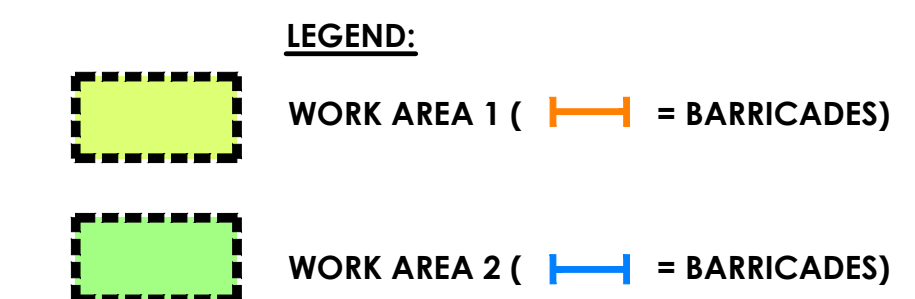 LEGEND:
WORK AREA 1 ( = BARRICADES)
WORK AREA 2 ( = BARRICADES)